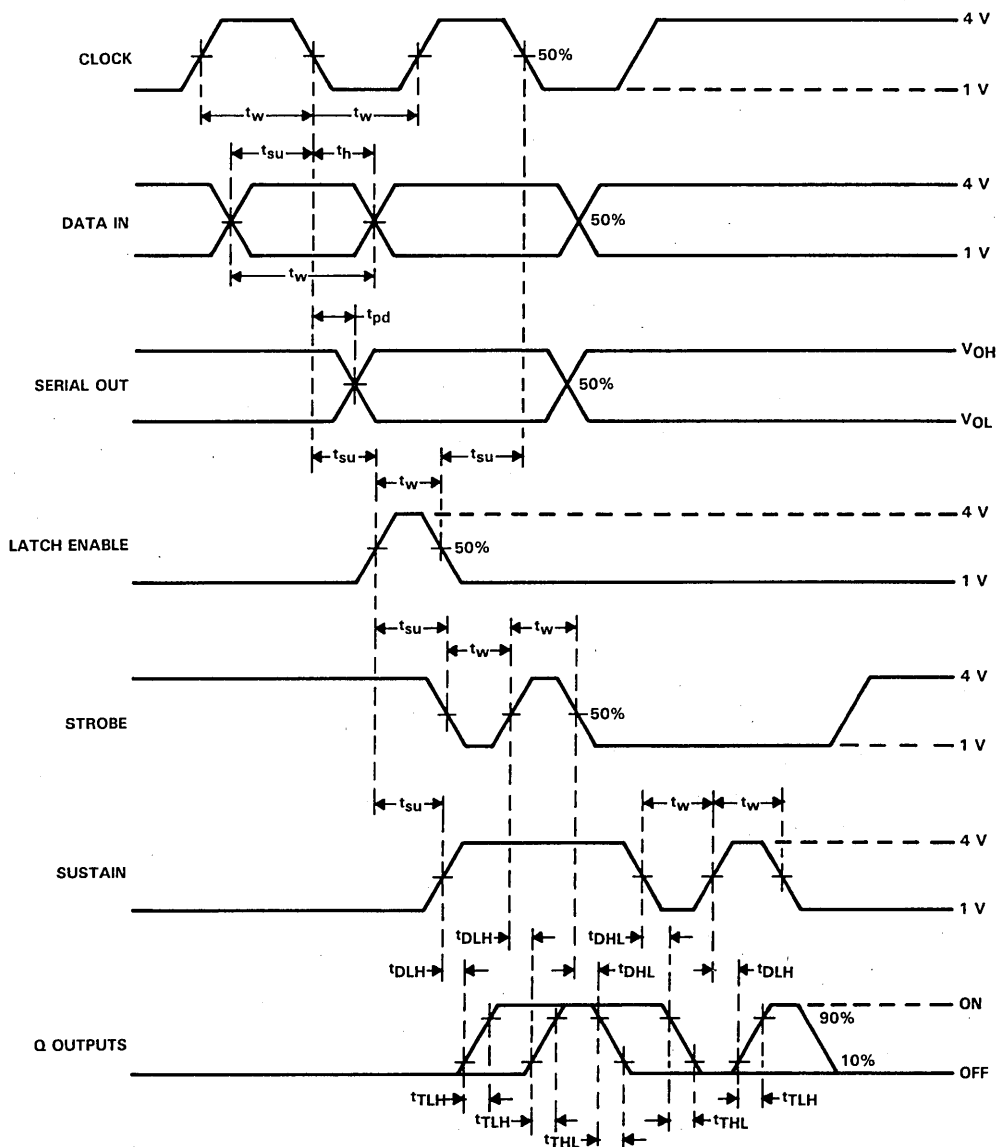 4 V
CLOCK
50%
1 V
tw tw
tsu th
4 V
DATA IN
50%
1 V
tw
tpd
VOH
SERIAL OUT
50%
VOL
tsu tsu
tw
4 V
LATCH ENABLE
50%
1 V
tsu tw
tw
4 V
STROBE
50%
1 V
tsu tw tw
4 V
SUSTAIN
1 V
tDLH tDHL
tDLH tDHL tDLH
ON
90%
Q OUTPUTS
10%
OFF
tTLH tTLH
tTLH tTHL
tTHL